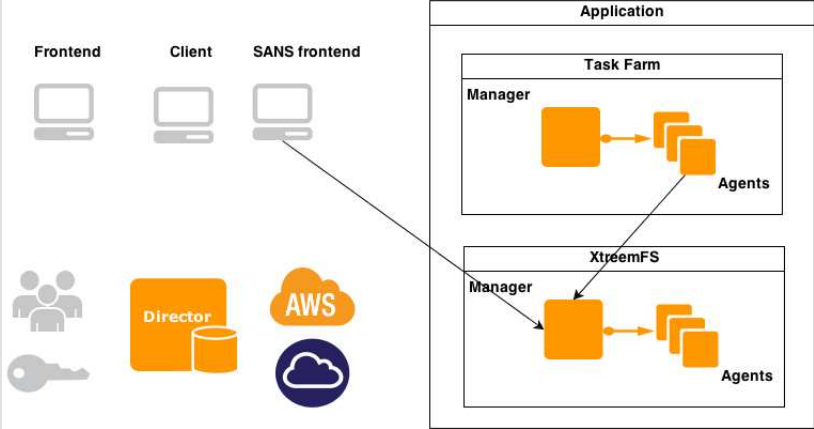 Application
Frontend
Client
SANS frontend
Task Farm
Manager
Agents
XtreemFS
Manager
Agents
Director
AWS